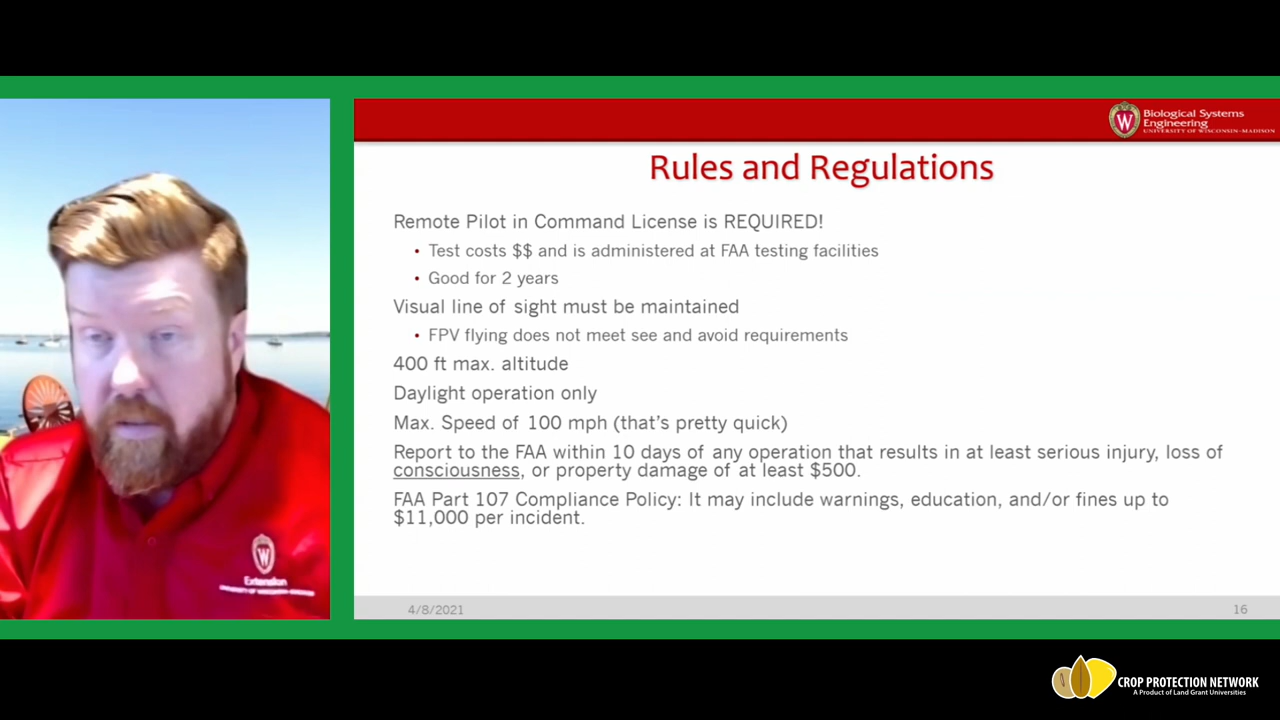 Biological Systems
Engineering
UNIVERSITY OF WISCONSIN-MADISON
Rules and Regulations
Remote Pilot in Command License is REQUIRED!
• Test costs $$ and is administered at FAA testing facilities
• Good for 2 years
Visual line of sight must be maintained
• FPV flying does not meet see and avoid requirements
400 ft max. altitude
Daylight operation only
Max. Speed of 100 mph (that's pretty quick)
Report to the FAA within 10 days of any operation that results in at least serious injury, loss of
consciousness, or property damage of at least $500.
FAA Part 107 Compliance Policy: It may include warnings, education, and/or fines up to
$11,000 per incident.
W
Extension
UNIVERSITY OF WISCONSIN-MADISON
4/8/2021
16
CROP PROTECTION NETWORK
A Product of Land Grant Universities